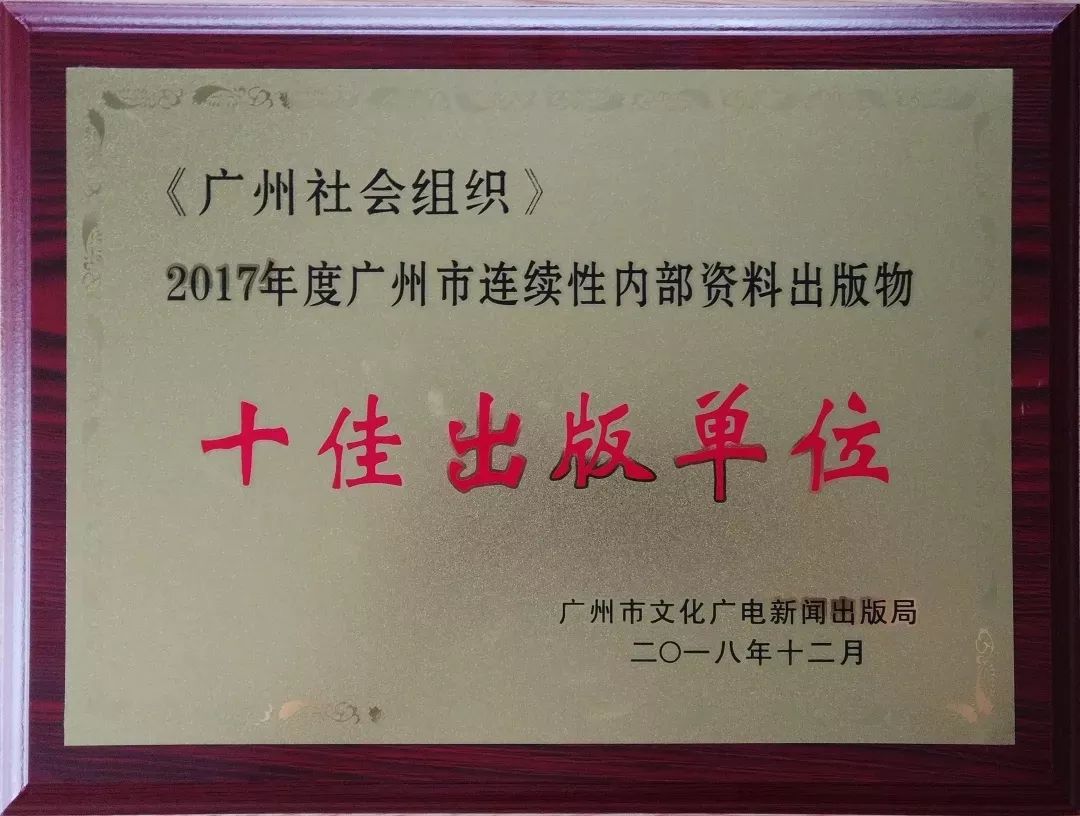 《广州社会组织》
2017年度广州市连续性内部资料出版物
十佳出版单位
广州市文化广电新闻出版局
二〇一八年十二月